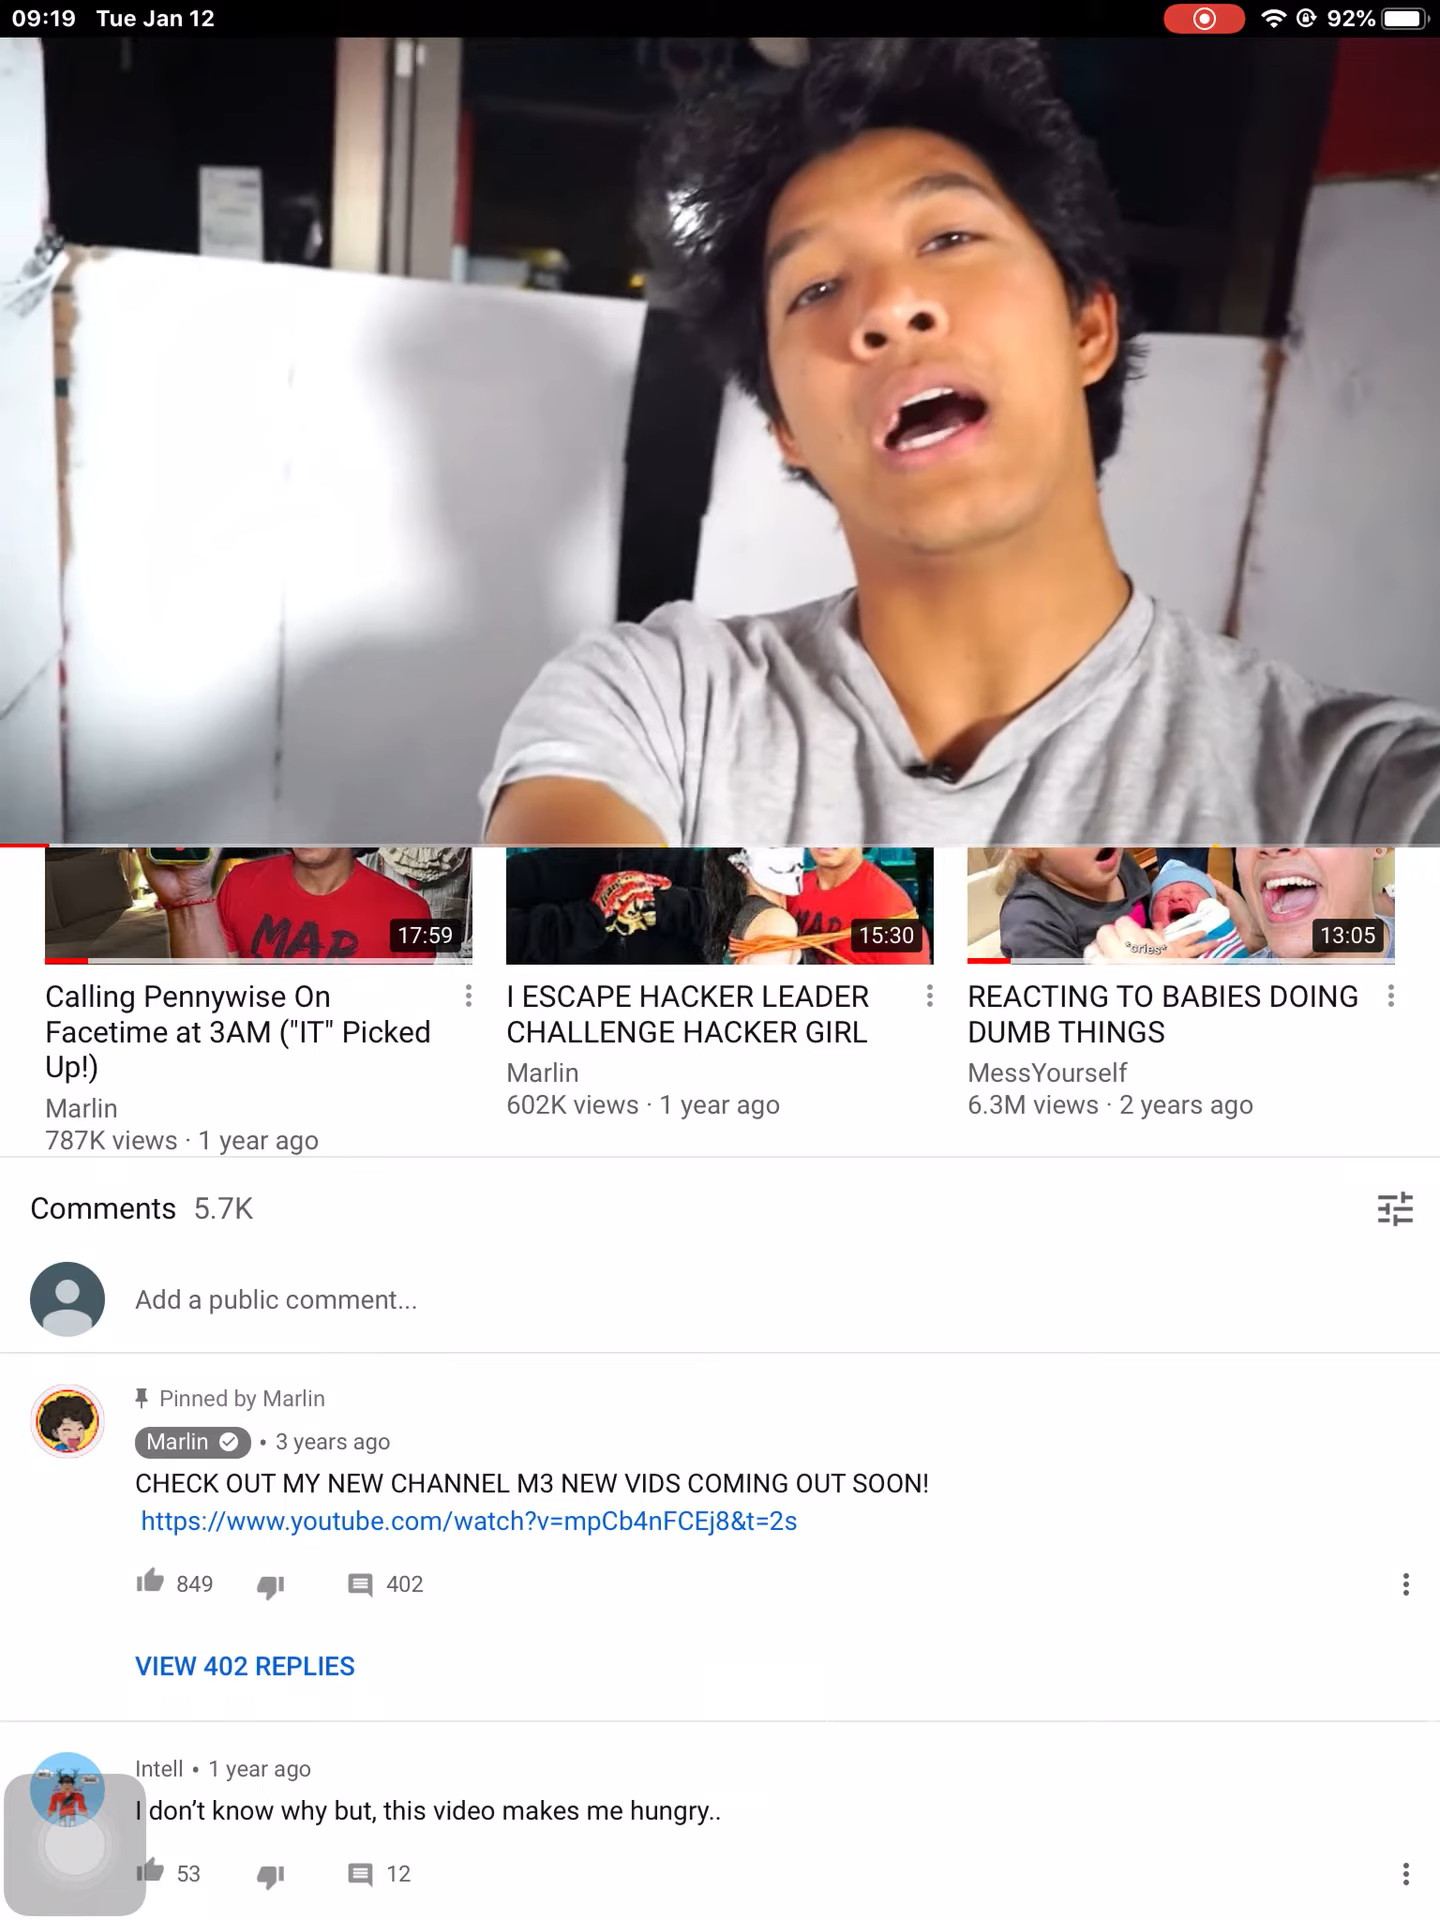 09:19 Tue Jan 12 92%
17:59
15:30
*cries*
13:05
Calling Pennywise On
Facetime at 3AM ("IT" Picked
Up!)
Marlin
787K views · 1 year ago
I ESCAPE HACKER LEADER
CHALLENGE HACKER GIRL
Marlin
602K views · 1 year ago
REACTING TO BABIES DOING
DUMB THINGS
MessYourself
6.3M views · 2 years ago
Comments 5.7K
Add a public comment...
Pinned by Marlin
Marlin • 3 years ago
CHECK OUT MY NEW CHANNEL M3 NEW VIDS COMING OUT SOON!
https://www.youtube.com/watch?v=mpCb4nFCEj8&t=2s
849 402
VIEW 402 REPLIES
Intell • 1 year ago
I don’t know why but, this video makes me hungry..
53 12